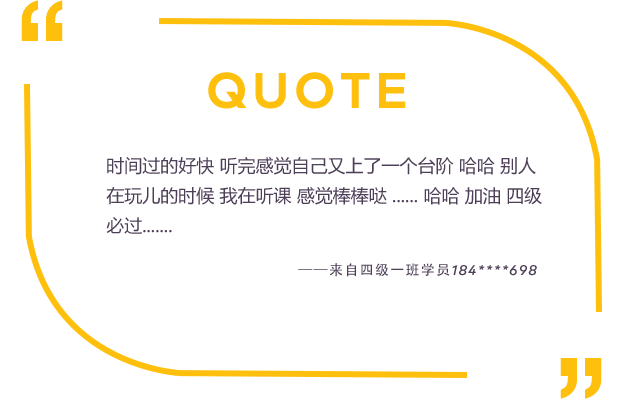 “
QUOTE
时间过的好快 听完感觉自己又上了一个台阶 哈哈 别人
在玩儿的时候 我在听课 感觉棒棒哒 ...... 哈哈 加油 四级
必过.......
——来自四级一班学员184****698
”